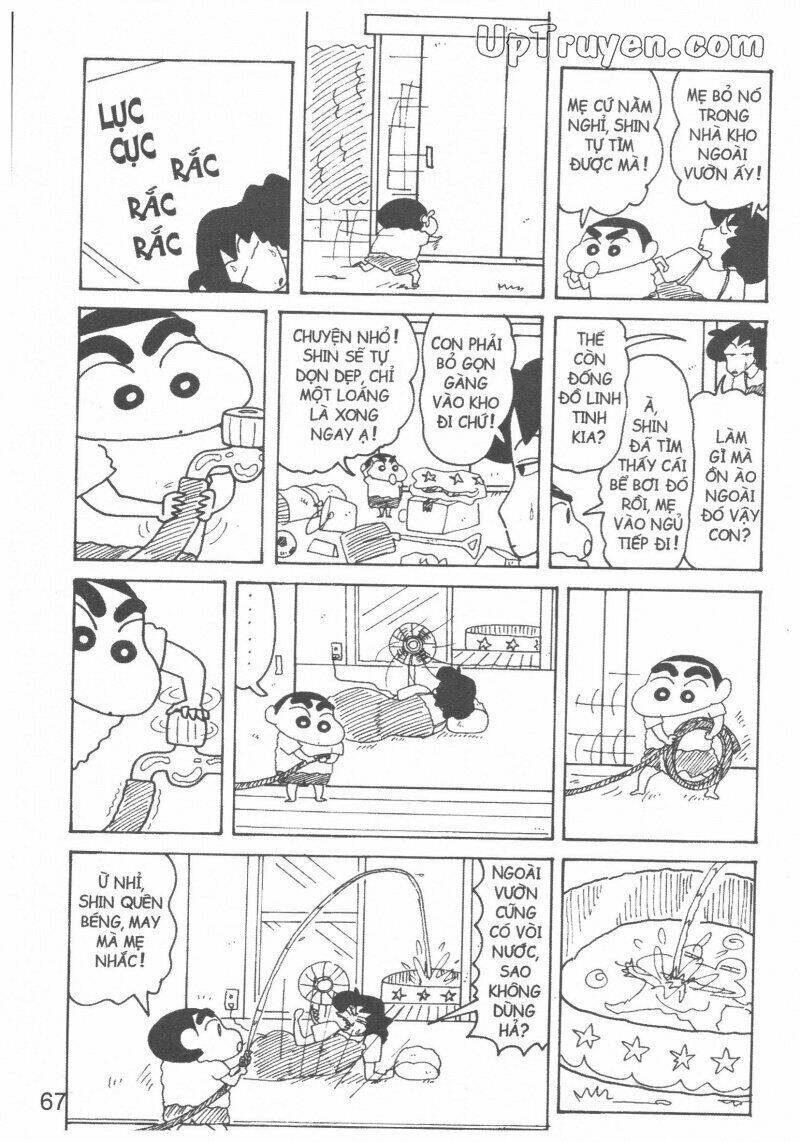 UpTruyen.com
MẸ BỎ NÓ
TRONG
NHÀ KHO
NGOÀI
VƯỜN ẤY!
MẸ CỨ NẰM
NGHỈ, SHIN
TỰ TÌM
ĐƯỢC MÀ!
LỤC
CỤC
RẮC
RẮC
RẮC
LÀM
GÌ MÀ
ỒN ÀO
NGOÀI
ĐÓ VẬY
CON?
À,
SHIN
ĐÃ TÌM
THẤY CÁI
BỂ BƠI ĐÓ
RỒI, MẸ
VÀO NGỦ
TIẾP ĐI!
THẾ
CÒN
ĐỐNG
ĐỒ LINH
TINH
KIA?
CON PHẢI
BỎ GỌN
GÀNG
VÀO KHO
ĐI CHỨ!
CHUYỆN NHỎ!
SHIN SẼ TỰ
DỌN DẸP, CHỈ
MỘT LOÁNG
LÀ XONG
NGAY Ạ!
NGOÀI
VƯỜN
CŨNG
CÓ VÒI
NƯỚC,
SAO
KHÔNG
DÙNG
HẢ?
Ừ NHỈ,
SHIN QUÊN
BÉNG, MAY
MÀ MẸ
NHẮC!
67